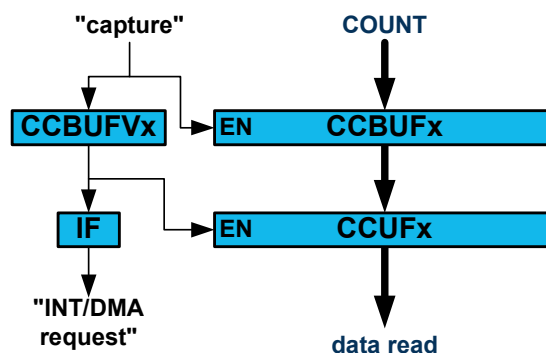 "capture" COUNT
CCBUFVx EN CCBUFx
IF EN CCUFx
"INT/DMA
request"
data read